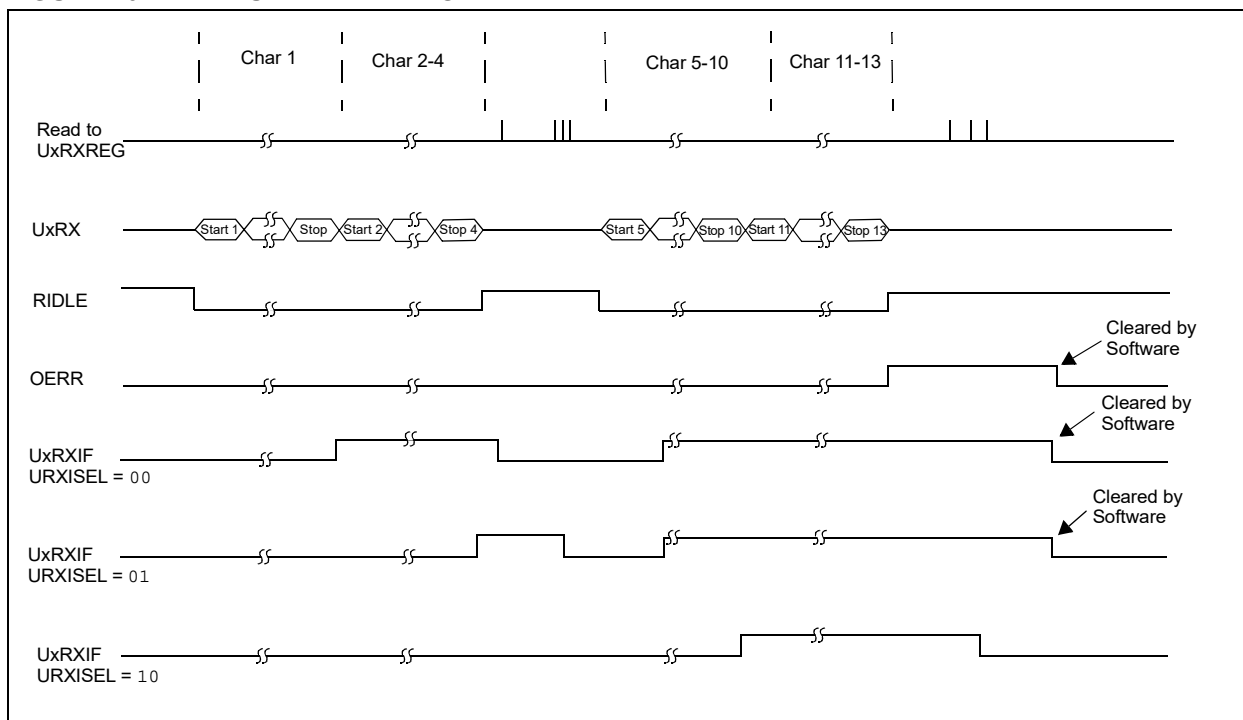 Char 1
Char 2-4
Char 5-10
Char 11-13
Read to
UxRXREG
UxRX
Start 1
Stop
Start 2
Stop 4
Start 5
Stop 10
Start 11
Stop 13
RIDLE
Cleared by
Software
OERR
Cleared by
Software
UxRXIF
URXISEL = 00
Cleared by
Software
UxRXIF
URXISEL = 01
UxRXIF
URXISEL = 10